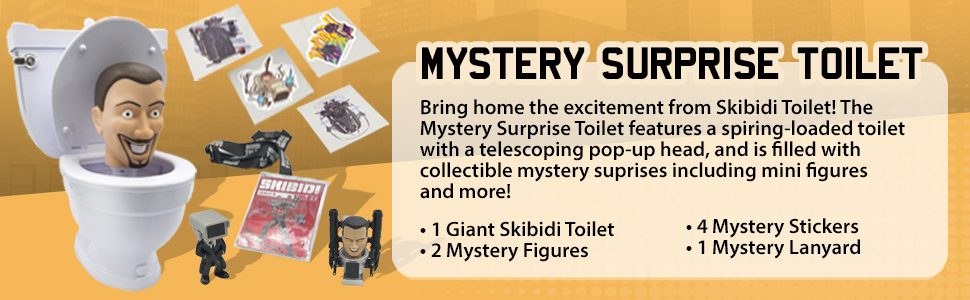 MYSTERY SURPRISE TOILET
Bring home the excitement from Skibidi Toilet! The
Mystery Surprise Toilet features a spiring-loaded toilet
with a telescoping pop-up head, and is filled with
collectible mystery suprises including mini figures
and more!
• 1 Giant Skibidi Toilet
• 2 Mystery Figures
• 4 Mystery Stickers
• 1 Mystery Lanyard
SKIBIDI
TOILET